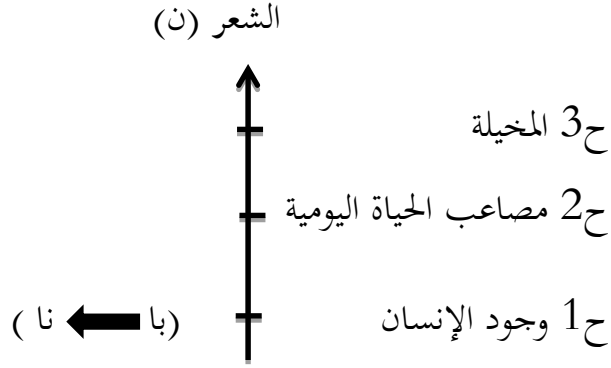 الشعر (ن)
ح3 المخيلة
ح2 مصاعب الحياة اليومية
ح1 وجود الإنسان
(با ← نا )